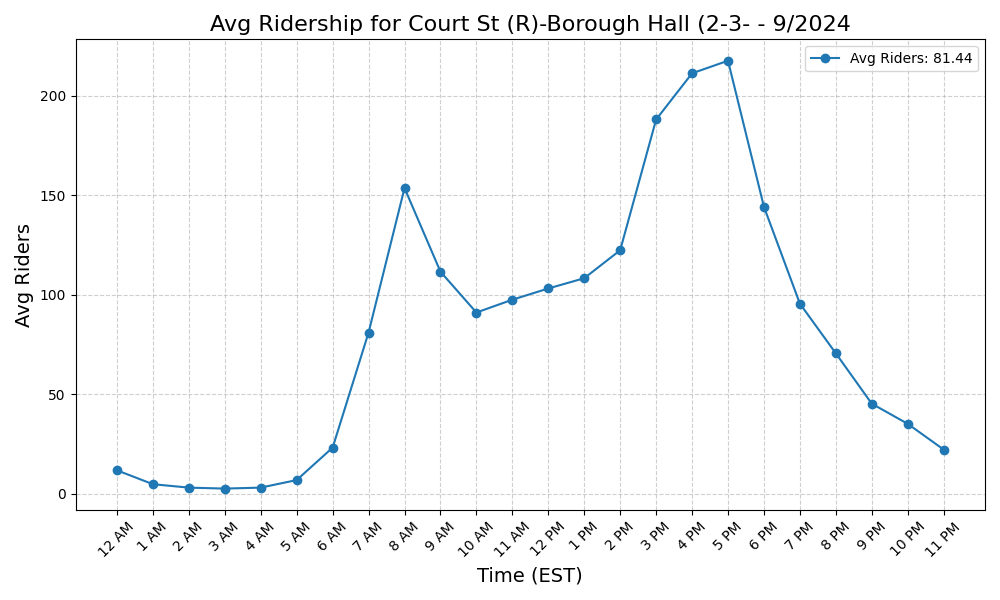 Avg Ridership for Court St (R)-Borough Hall (2-3- - 9/2024
Avg Riders: 81.44
Avg Riders
200
150
100
50
0
12 AM
1 AM
2 AM
3 AM
4 AM
5 AM
6 AM
7 AM
8 AM
9 AM
10 AM
11 AM
12 PM
1 PM
2 PM
3 PM
4 PM
5 PM
6 PM
7 PM
8 PM
9 PM
10 PM
11 PM
Time (EST)